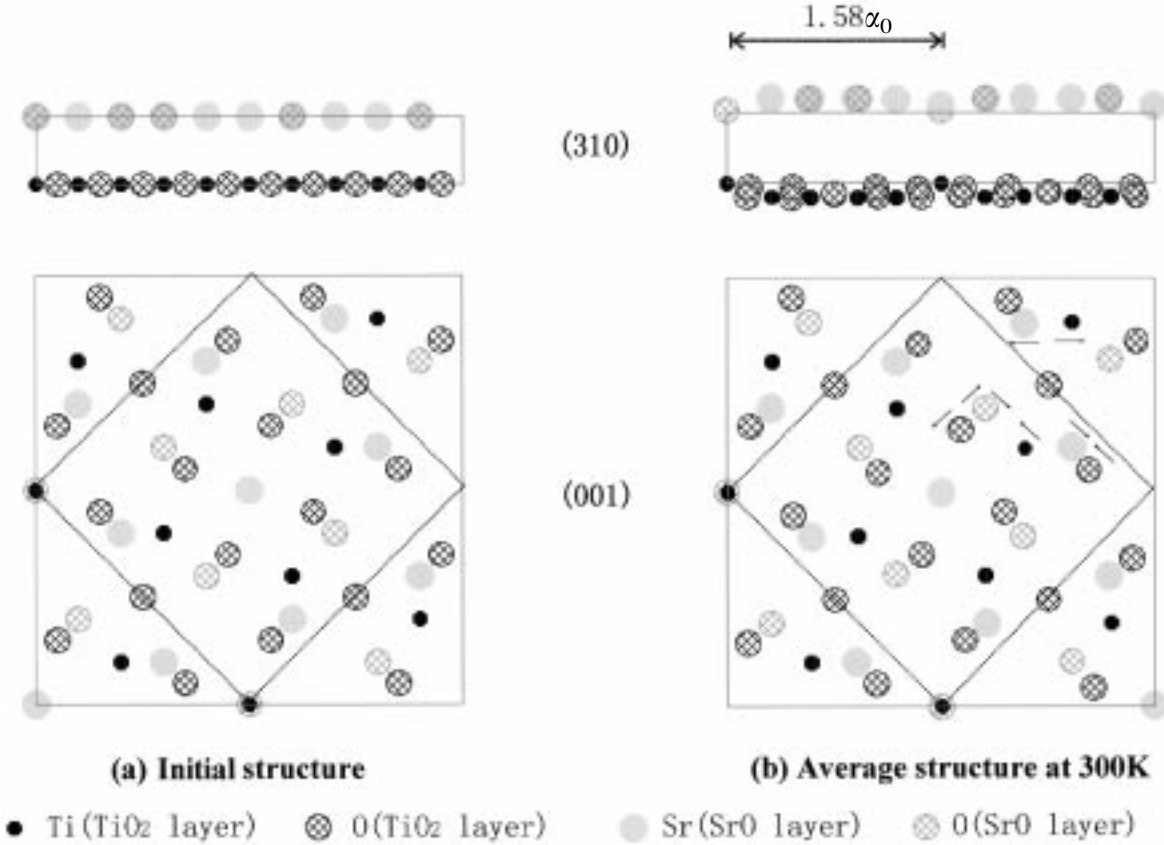 1.58α₀
(310)
(001)
(a) Initial structure
(b) Average structure at 300K
Ti(TiO₂ layer) O(TiO₂ layer) Sr(SrO layer) O(SrO layer)